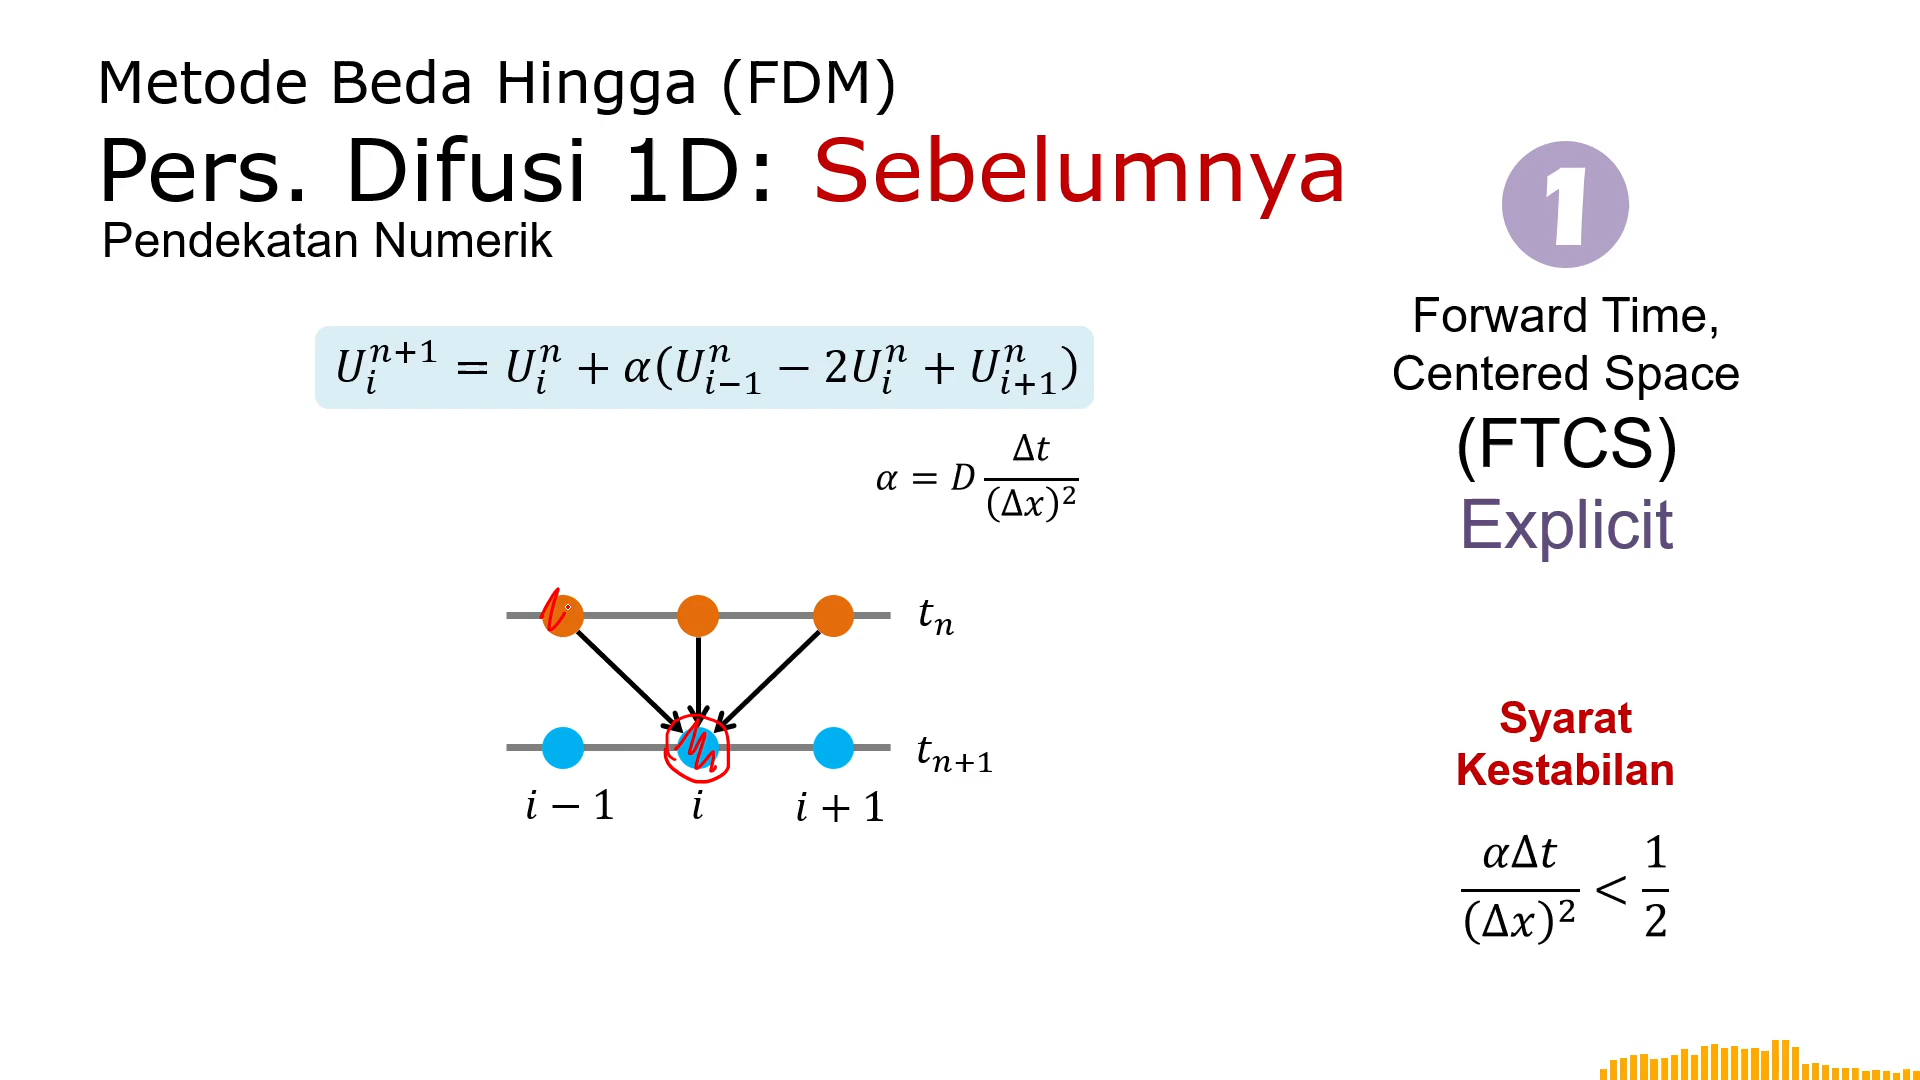 Metode Beda Hingga (FDM)
Pers. Difusi 1D: Sebelumnya
Pendekatan Numerik
1
Forward Time,
Centered Space
(FTCS)
Explicit
$U_i^{n+1} = U_i^n + \alpha(U_{i-1}^n - 2U_i^n + U_{i+1}^n)$
$\alpha = D \frac{\Delta t}{(\Delta x)^2}$
$t_n$
$t_{n+1}$
$i-1$ $i$ $i+1$
Syarat
Kestabilan
$\frac{\alpha \Delta t}{(\Delta x)^2} < \frac{1}{2}$